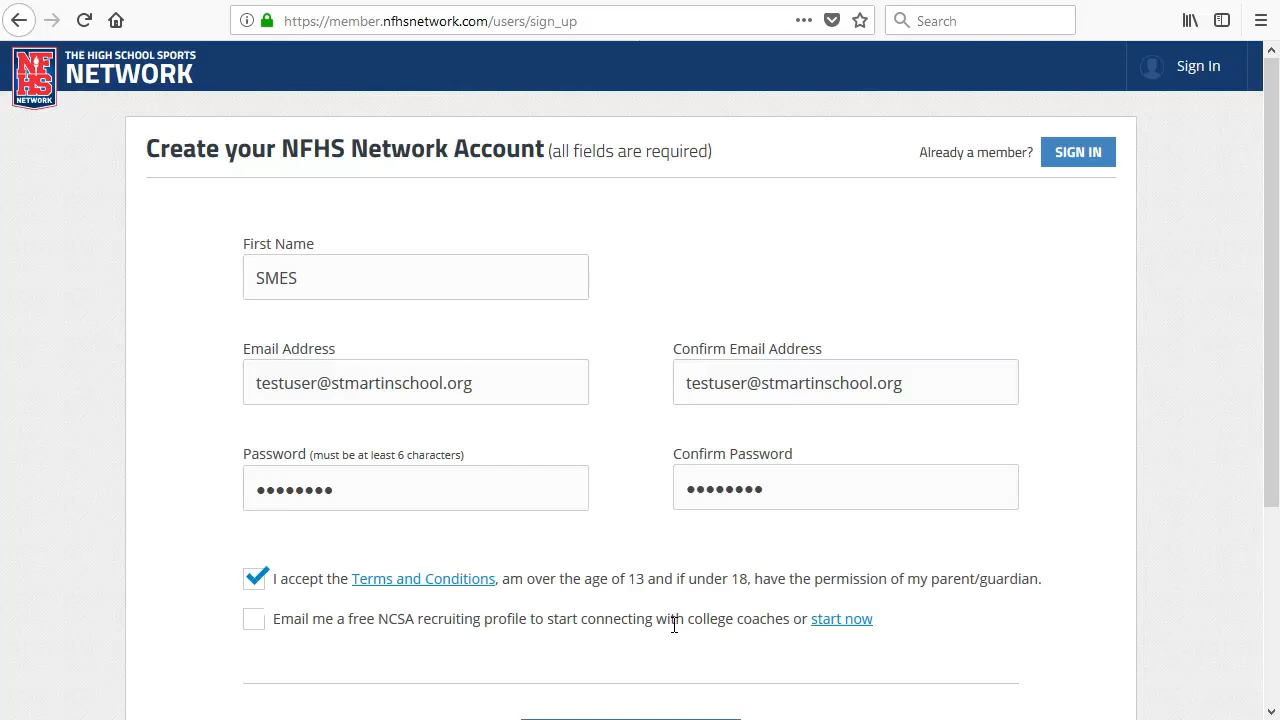 https://member.nfhsnetwork.com/users/sign_up
Search
NFHS
NETWORK
THE HIGH SCHOOL SPORTS
NETWORK
Sign In
Create your NFHS Network Account (all fields are required)
Already a member?
SIGN IN
First Name
SMES
Email Address
Confirm Email Address
testuser@stmartinschool.org
testuser@stmartinschool.org
Password (must be at least 6 characters)
Confirm Password
I accept the Terms and Conditions, am over the age of 13 and if under 18, have the permission of my parent/guardian.
Email me a free NCSA recruiting profile to start connecting with college coaches or start now